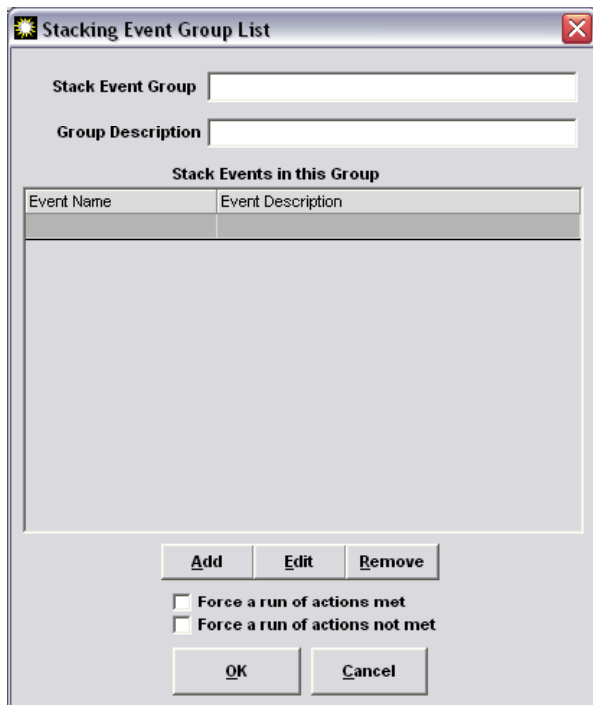 Stacking Event Group List
Stack Event Group
Group Description
Stack Events in this Group
Event Name Event Description
Add Edit Remove
Force a run of actions met
Force a run of actions not met
OK Cancel